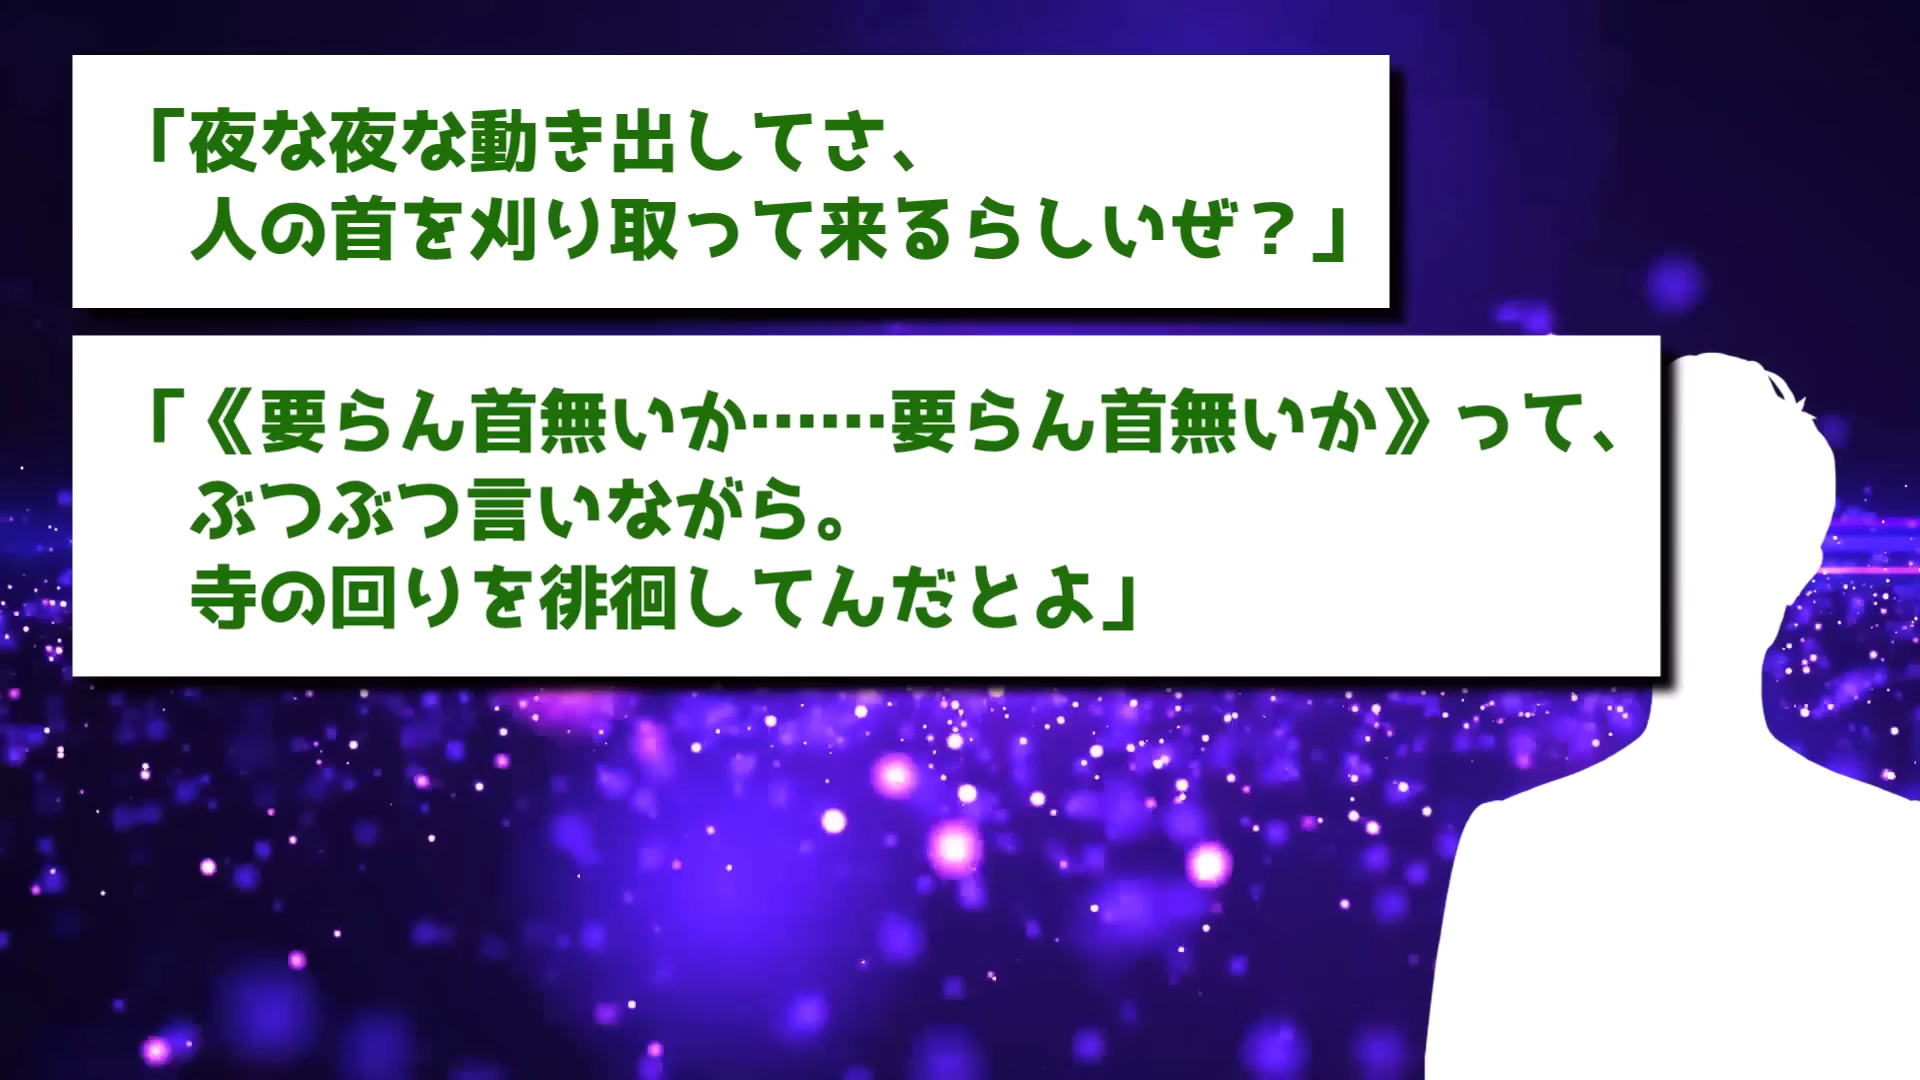 「夜な夜な動き出してさ、
人の首を刈り取って来るらしいぜ？」
「《要らん首無いか……要らん首無いか》って、
ぶつぶつ言いながら。
寺の回りを徘徊してんだとよ」